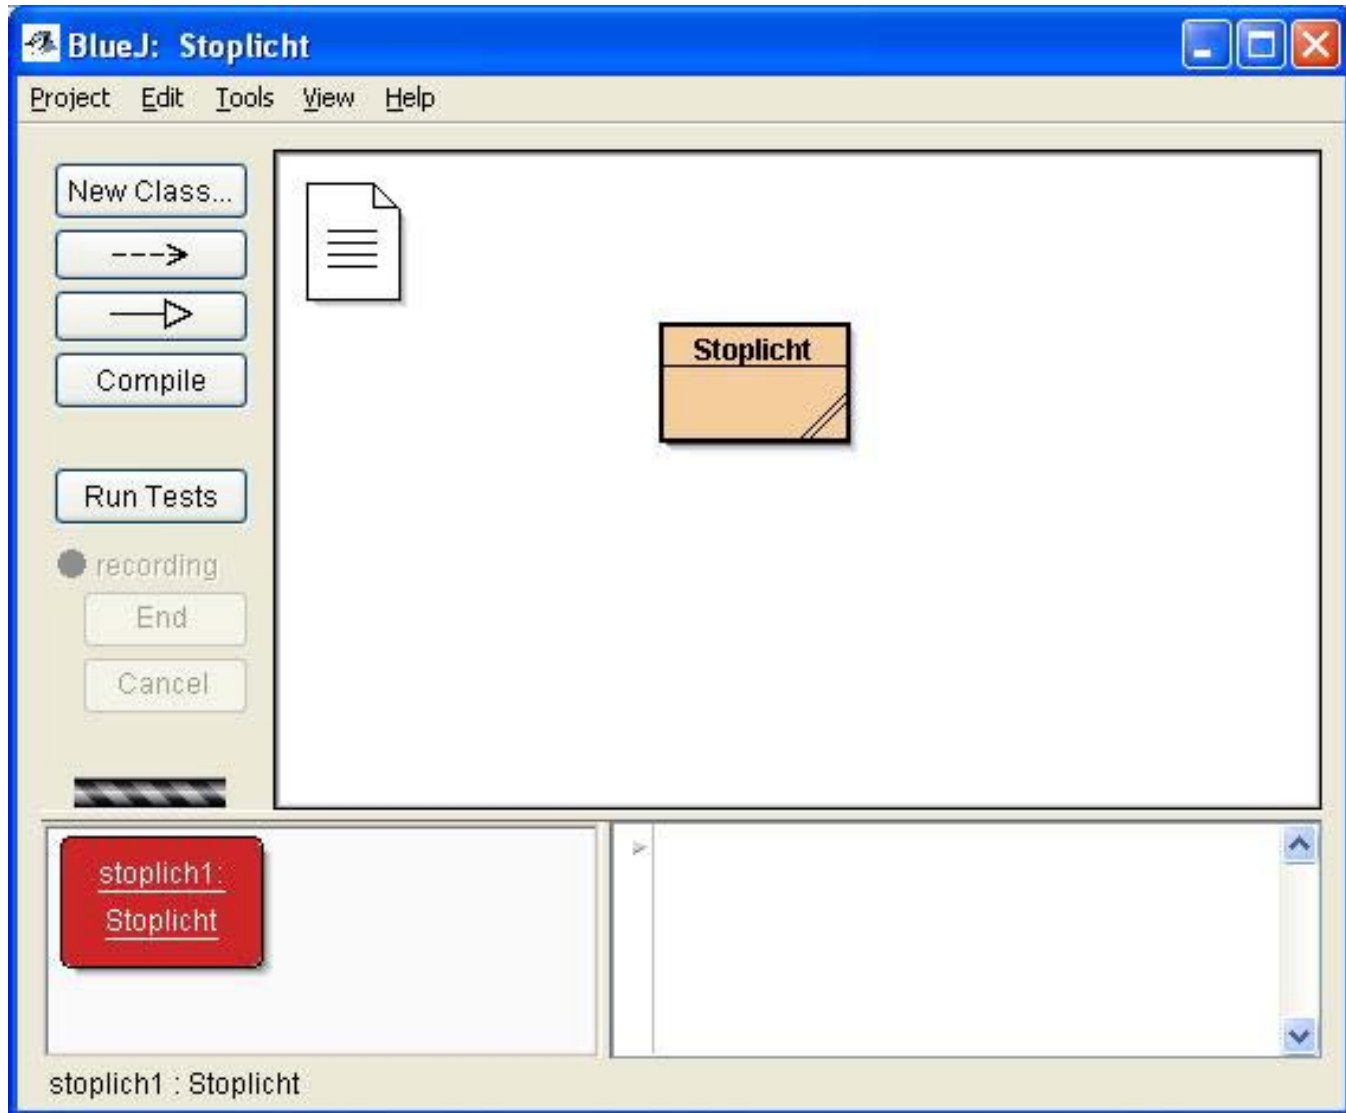 BlueJ: Stoplicht
Project Edit Tools View Help
New Class...
Compile
Run Tests
recording
End
Cancel
Stoplicht
stoplich1:
Stoplicht
stoplich1 : Stoplicht